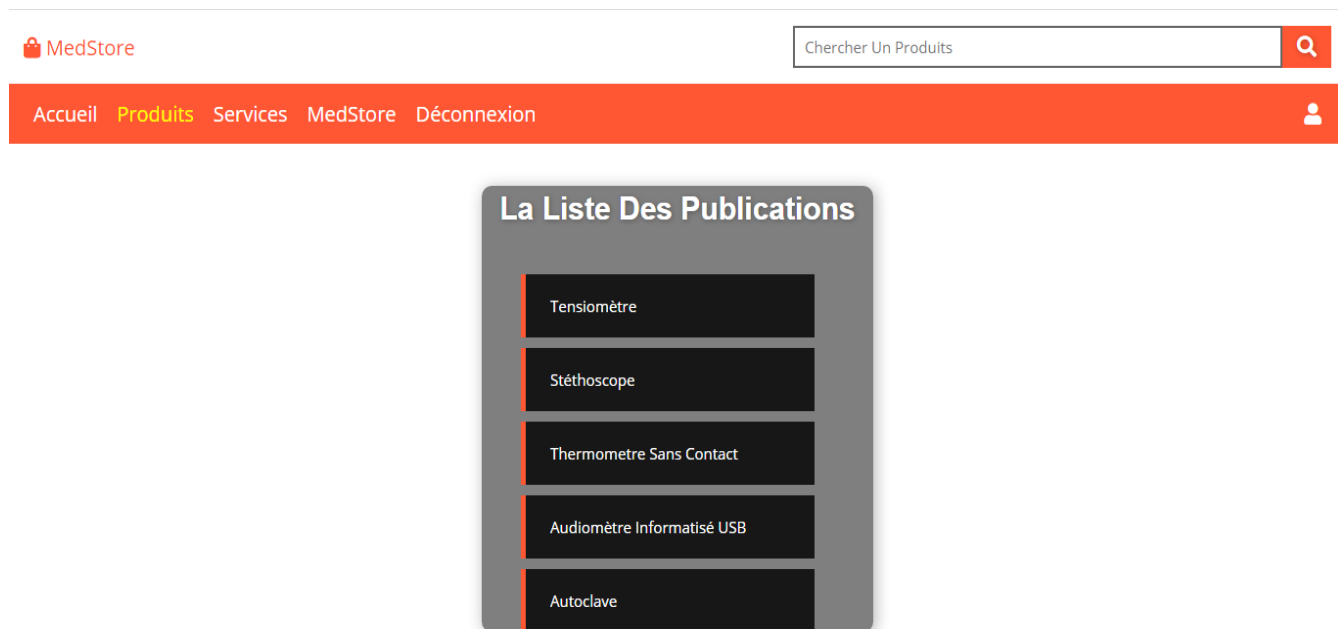 MedStore
Chercher Un Produits
Accueil Produits Services MedStore Déconnexion
La Liste Des Publications
Tensiomètre
Stéthoscope
Thermometre Sans Contact
Audiomètre Informatisé USB
Autoclave